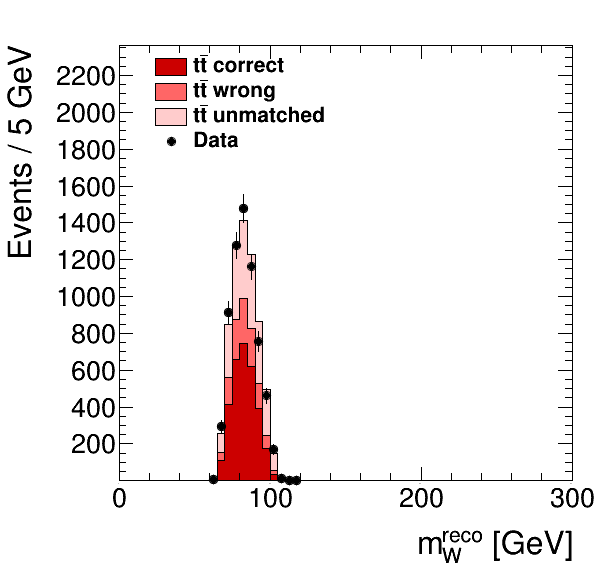 Events / 5 GeV
2200
2000
1800
1600
1400
1200
1000
800
600
400
200
tt̄ correct
tt̄ wrong
tt̄ unmatched
Data
0 100 200 300
m_W^reco [GeV]